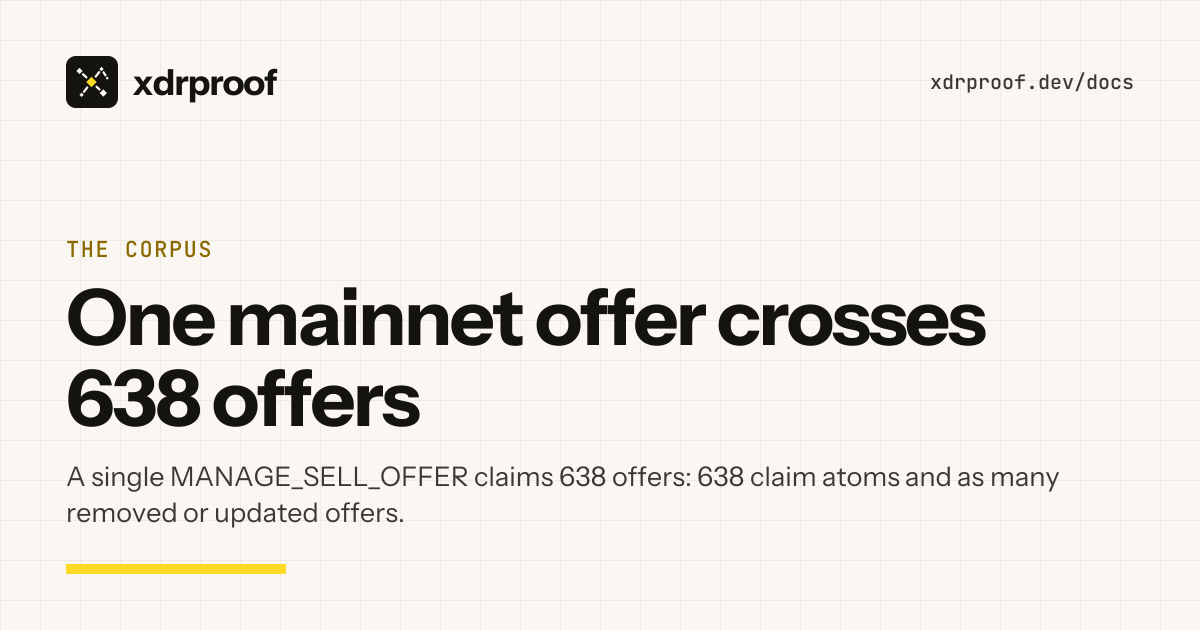 xdrproof
xdrproof.dev/docs
THE CORPUS
One mainnet offer crosses
638 offers
A single MANAGE_SELL_OFFER claims 638 offers: 638 claim atoms and as many
removed or updated offers.